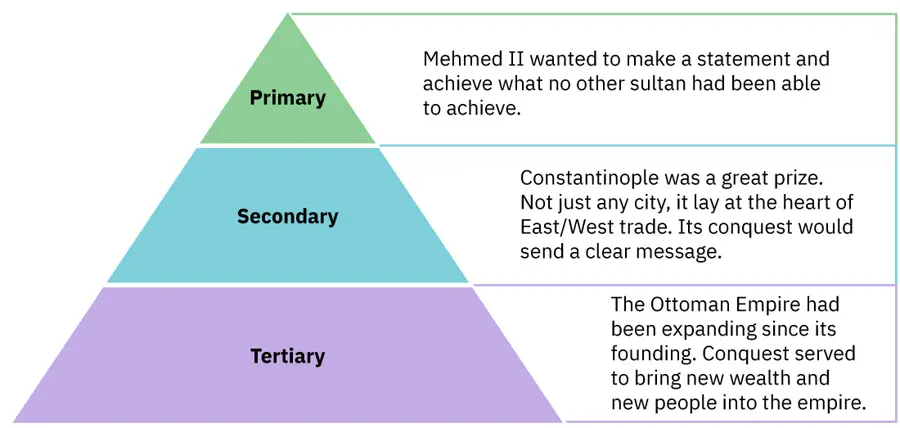 Primary
Mehmed II wanted to make a statement and
achieve what no other sultan had been able
to achieve.
Secondary
Constantinople was a great prize.
Not just any city, it lay at the heart of
East/West trade. Its conquest would
send a clear message.
Tertiary
The Ottoman Empire had
been expanding since its
founding. Conquest served
to bring new wealth and
new people into the empire.